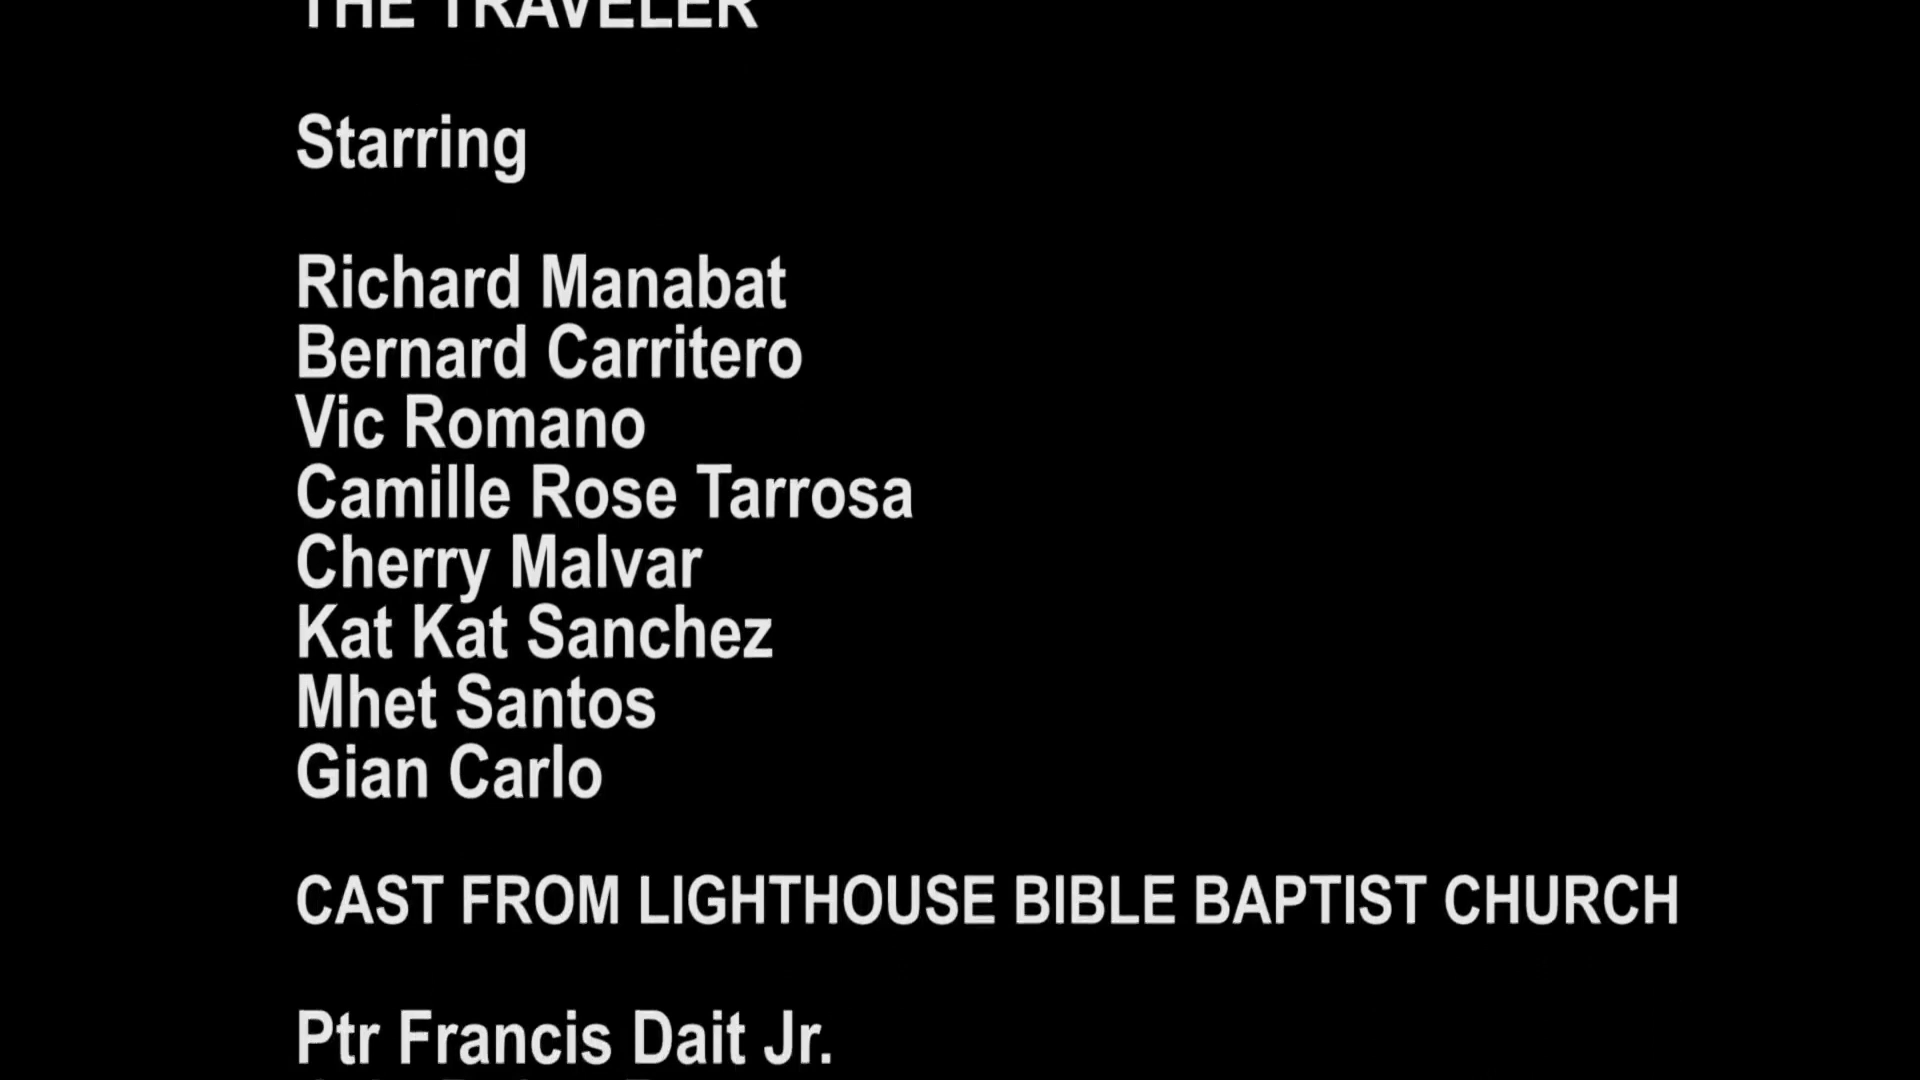 THE TRAVELER
Starring
Richard Manabat
Bernard Carritero
Vic Romano
Camille Rose Tarrosa
Cherry Malvar
Kat Kat Sanchez
Mhet Santos
Gian Carlo
CAST FROM LIGHTHOUSE BIBLE BAPTIST CHURCH
Ptr Francis Dait Jr.